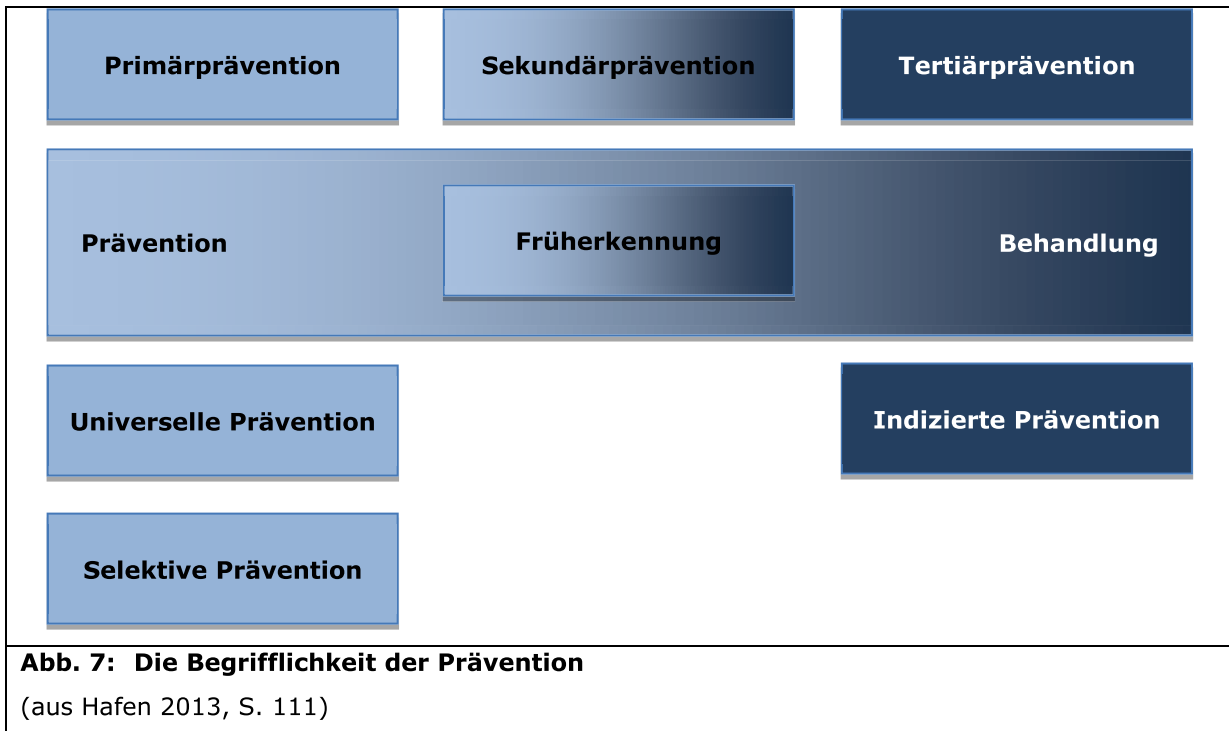 Primärprävention
Sekundärprävention
Tertiärprävention
Prävention
Früherkennung
Behandlung
Universelle Prävention
Indizierte Prävention
Selektive Prävention
Abb. 7: Die Begrifflichkeit der Prävention
(aus Hafen 2013, S. 111)